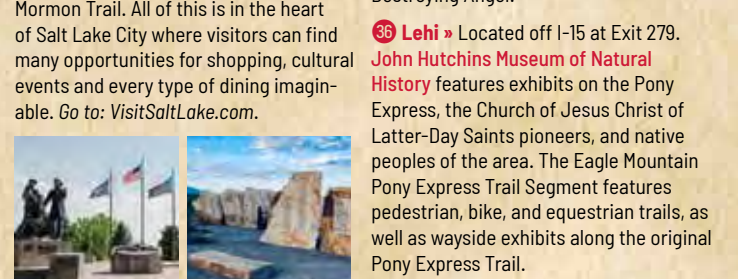 Mormon Trail. All of this is in the heart
of Salt Lake City where visitors can find
many opportunities for shopping, cultural
events and every type of dining imagin-
able. Go to: VisitSaltLake.com.
36 Lehi » Located off I-15 at Exit 279.
John Hutchins Museum of Natural
History features exhibits on the Pony
Express, the Church of Jesus Christ of
Latter-Day Saints pioneers, and native
peoples of the area. The Eagle Mountain
Pony Express Trail Segment features
pedestrian, bike, and equestrian trails, as
well as wayside exhibits along the original
Pony Express Trail.